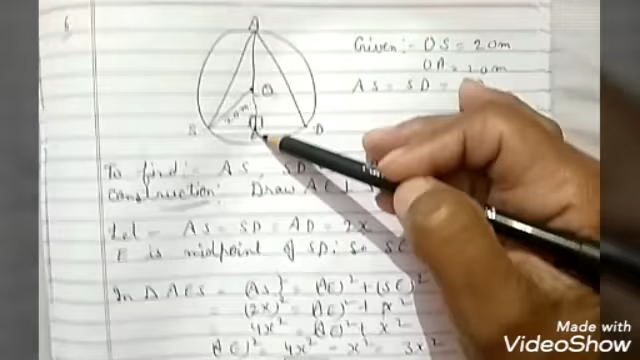 6
A
O
20m
S
E
D
Given :- OS = 20m
OA = 20m
AS = SD =
To find :- AS, SD
Construction: Draw AE ⊥
Let - AS = SD = AD = 2x
E is midpoint of SD; so SE
In Δ AES = (AS)² = (AE)² + (SE)²
(2x)² = (AE)² + x²
4x² = (AE)² + x²
(AE)² = 4x² - x² = 3x²
Made with
VideoShow